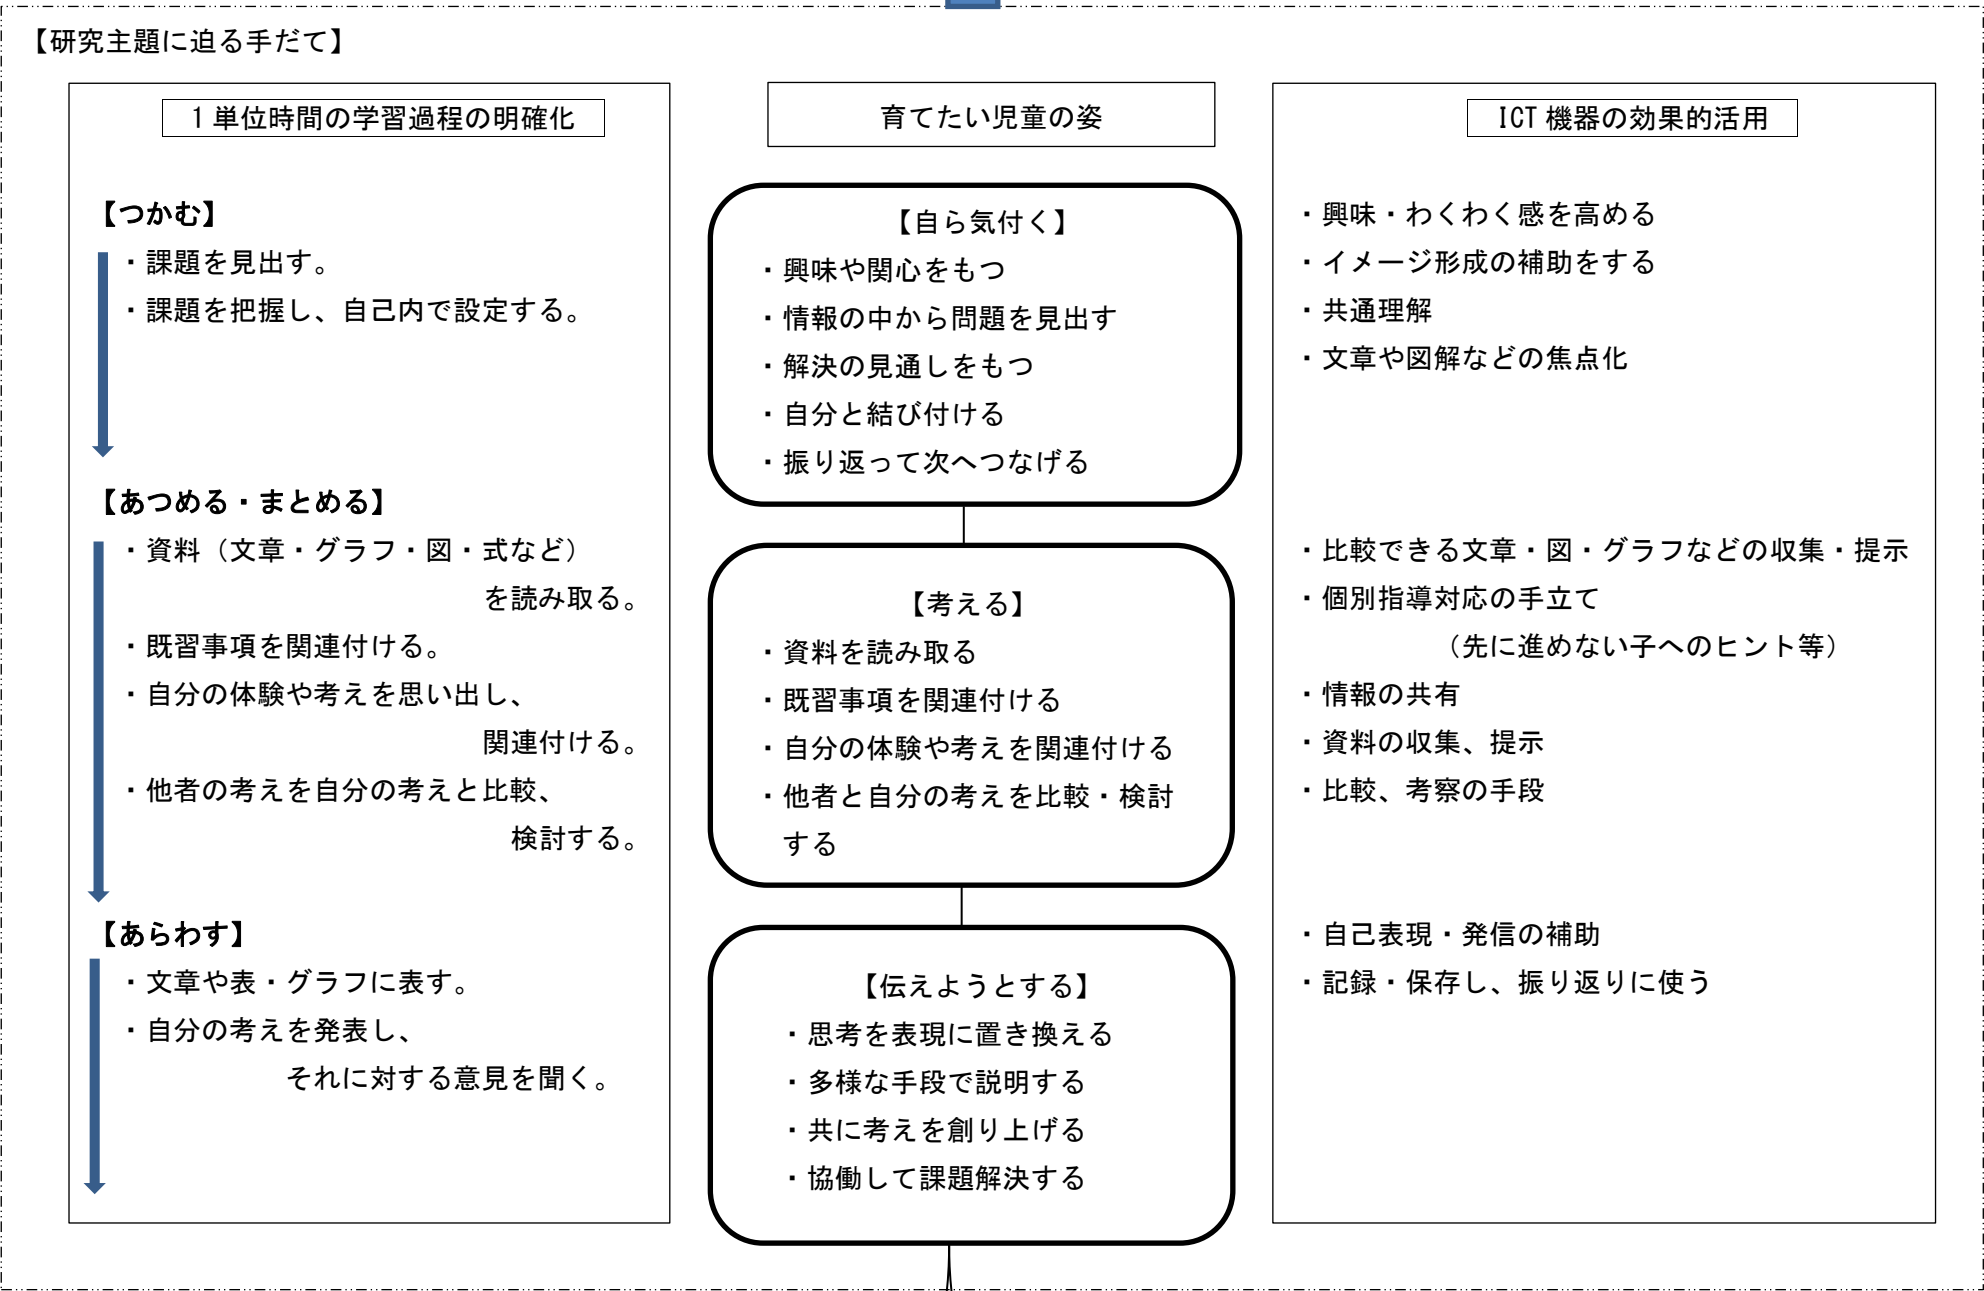 【研究主題に迫る手だて】
1単位時間の学習過程の明確化
【つかむ】
・課題を見出す。
・課題を把握し、自己内で設定する。
【あつめる・まとめる】
・資料（文章・グラフ・図・式など）
を読み取る。
・既習事項を関連付ける。
・自分の体験や考えを思い出し、
関連付ける。
・他者の考えを自分の考えと比較、
検討する。
【あらわす】
・文章や表・グラフに表す。
・自分の考えを発表し、
それに対する意見を聞く。
育てたい児童の姿
【自ら気付く】
・興味や関心をもつ
・情報の中から問題を見出す
・解決の見通しをもつ
・自分と結び付ける
・振り返って次へつなげる
【考える】
・資料を読み取る
・既習事項を関連付ける
・自分の体験や考えを関連付ける
・他者と自分の考えを比較・検討
する
【伝えようとする】
・思考を表現に置き換える
・多様な手段で説明する
・共に考えを創り上げる
・協働して課題解決する
ICT 機器の効果的活用
・興味・わくわく感を高める
・イメージ形成の補助をする
・共通理解
・文章や図解などの焦点化
・比較できる文章・図・グラフなどの収集・提示
・個別指導対応の手立て
（先に進めない子へのヒント等）
・情報の共有
・資料の収集、提示
・比較、考察の手段
・自己表現・発信の補助
・記録・保存し、振り返りに使う